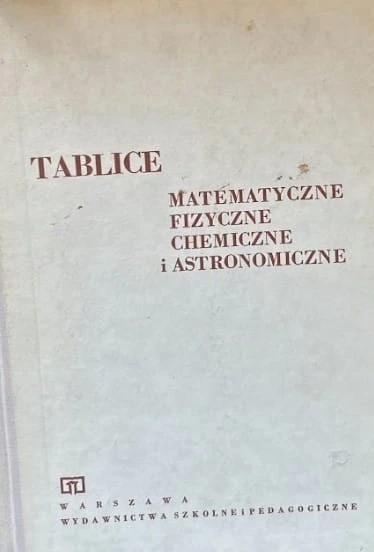 TABLICE
MATEMATYCZNE
FIZYCZNE
CHEMICZNE
i ASTRONOMICZNE
WARSZAWA
WYDAWNICTWA SZKOLNE i PEDAGOGICZNE